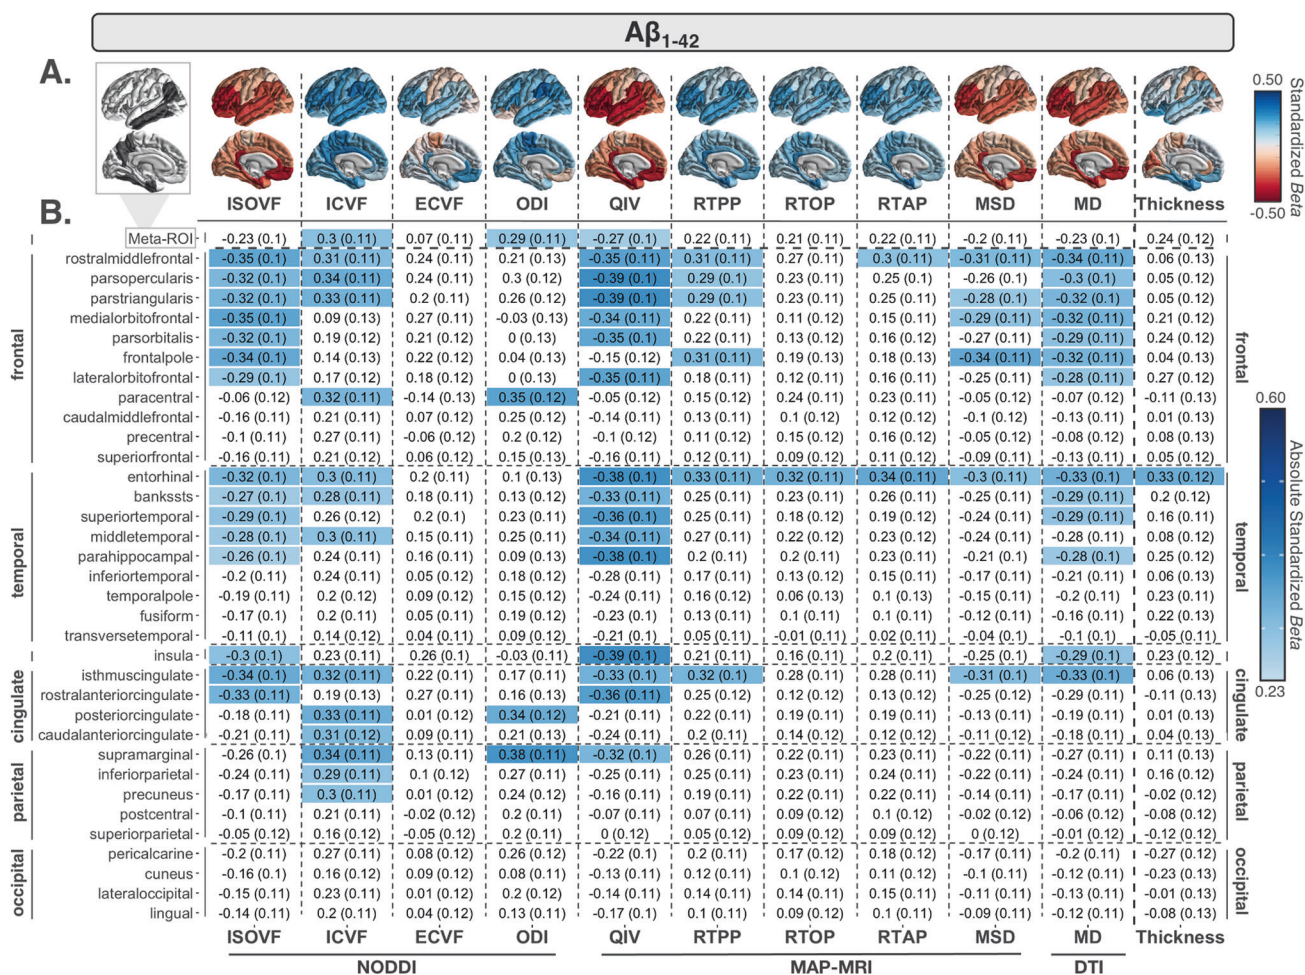 Aβ1-42
A.
0.50
Standardized Beta
-0.50
B.
ISOVF ICVF ECVF ODI QIV RTPP RTOP RTAP MSD MD Thickness
Meta-ROI -0.23 (0.1) 0.3 (0.11) 0.07 (0.11) 0.29 (0.11) -0.27 (0.1) 0.22 (0.11) 0.21 (0.11) 0.22 (0.11) -0.2 (0.11) -0.23 (0.1) 0.24 (0.12)
frontal
rostralmiddlefrontal -0.35 (0.1) 0.31 (0.11) 0.24 (0.11) 0.21 (0.13) -0.35 (0.11) 0.31 (0.11) 0.27 (0.11) 0.3 (0.11) -0.31 (0.11) -0.34 (0.11) 0.06 (0.13)
parsopercularis -0.32 (0.1) 0.34 (0.11) 0.24 (0.11) 0.3 (0.12) -0.39 (0.1) 0.29 (0.1) 0.23 (0.11) 0.25 (0.1) -0.26 (0.1) -0.3 (0.1) 0.05 (0.12)
parstriangularis -0.32 (0.1) 0.33 (0.11) 0.2 (0.11) 0.26 (0.12) -0.39 (0.1) 0.29 (0.1) 0.23 (0.11) 0.25 (0.11) -0.28 (0.1) -0.32 (0.1) 0.05 (0.12)
medialorbitofrontal -0.35 (0.1) 0.09 (0.13) 0.27 (0.11) -0.03 (0.13) -0.34 (0.11) 0.22 (0.11) 0.11 (0.12) 0.15 (0.11) -0.29 (0.11) -0.32 (0.11) 0.21 (0.12)
parsorbitalis -0.32 (0.1) 0.19 (0.12) 0.21 (0.11) 0 (0.13) -0.35 (0.1) 0.22 (0.11) 0.13 (0.12) 0.16 (0.12) -0.27 (0.11) -0.29 (0.11) 0.24 (0.12)
frontalpole -0.34 (0.1) 0.14 (0.13) 0.22 (0.12) 0.04 (0.13) -0.15 (0.12) 0.31 (0.11) 0.19 (0.13) 0.18 (0.13) -0.34 (0.11) -0.32 (0.11) 0.04 (0.13)
lateralorbitofrontal -0.29 (0.1) 0.17 (0.12) 0.18 (0.12) 0 (0.13) -0.35 (0.11) 0.18 (0.11) 0.12 (0.11) 0.16 (0.11) -0.25 (0.11) -0.28 (0.11) 0.27 (0.12)
paracentral -0.06 (0.12) 0.32 (0.11) -0.14 (0.13) 0.35 (0.12) -0.05 (0.12) 0.15 (0.12) 0.24 (0.11) 0.23 (0.11) -0.05 (0.12) -0.07 (0.12) -0.11 (0.13)
caudalmiddlefrontal -0.16 (0.11) 0.21 (0.11) 0.07 (0.12) 0.25 (0.12) -0.14 (0.11) 0.13 (0.11) 0.1 (0.12) 0.12 (0.12) -0.1 (0.12) -0.13 (0.11) 0.01 (0.13)
precentral -0.1 (0.11) 0.27 (0.11) -0.06 (0.12) 0.2 (0.12) -0.1 (0.12) 0.11 (0.12) 0.15 (0.12) 0.16 (0.12) -0.05 (0.12) -0.08 (0.12) 0.08 (0.13)
superiorfrontal -0.16 (0.11) 0.21 (0.12) 0.06 (0.12) 0.15 (0.13) -0.16 (0.11) 0.12 (0.11) 0.09 (0.12) 0.11 (0.12) -0.09 (0.11) -0.13 (0.11) 0.05 (0.12)
frontal
temporal
entorhinal -0.32 (0.1) 0.3 (0.11) 0.2 (0.11) 0.1 (0.13) -0.38 (0.1) 0.33 (0.11) 0.32 (0.11) 0.34 (0.11) -0.3 (0.11) -0.33 (0.1) 0.33 (0.12)
bankssts -0.27 (0.1) 0.28 (0.11) 0.18 (0.11) 0.13 (0.12) -0.33 (0.11) 0.25 (0.11) 0.23 (0.11) 0.26 (0.11) -0.25 (0.11) -0.29 (0.11) 0.2 (0.12)
superiortemporal -0.29 (0.1) 0.26 (0.12) 0.2 (0.1) 0.23 (0.11) -0.36 (0.1) 0.25 (0.11) 0.18 (0.12) 0.19 (0.12) -0.24 (0.11) -0.29 (0.11) 0.16 (0.11)
middletemporal -0.28 (0.1) 0.3 (0.11) 0.15 (0.11) 0.25 (0.11) -0.34 (0.11) 0.27 (0.11) 0.22 (0.12) 0.23 (0.12) -0.24 (0.11) -0.28 (0.11) 0.08 (0.12)
parahippocampal -0.26 (0.1) 0.24 (0.11) 0.16 (0.11) 0.09 (0.13) -0.38 (0.1) 0.2 (0.11) 0.2 (0.11) 0.23 (0.11) -0.21 (0.1) -0.28 (0.1) 0.25 (0.12)
inferiortemporal -0.2 (0.11) 0.24 (0.11) 0.05 (0.12) 0.18 (0.12) -0.28 (0.11) 0.17 (0.11) 0.13 (0.12) 0.15 (0.11) -0.17 (0.11) -0.21 (0.11) 0.06 (0.13)
temporalpole -0.19 (0.11) 0.2 (0.12) 0.09 (0.12) 0.15 (0.12) -0.24 (0.11) 0.16 (0.12) 0.06 (0.13) 0.1 (0.13) -0.15 (0.11) -0.2 (0.11) 0.23 (0.11)
fusiform -0.17 (0.1) 0.2 (0.11) 0.05 (0.11) 0.19 (0.12) -0.23 (0.1) 0.13 (0.11) 0.1 (0.11) 0.1 (0.11) -0.12 (0.11) -0.16 (0.11) 0.22 (0.13)
transversetemporal -0.11 (0.1) 0.14 (0.12) 0.04 (0.11) 0.09 (0.12) -0.21 (0.1) 0.05 (0.11) -0.01 (0.11) 0.02 (0.11) -0.04 (0.1) -0.1 (0.1) -0.05 (0.11)
temporal
insula -0.3 (0.1) 0.23 (0.11) 0.26 (0.1) -0.03 (0.11) -0.39 (0.1) 0.21 (0.11) 0.16 (0.11) 0.2 (0.11) -0.25 (0.1) -0.29 (0.1) 0.23 (0.12)
cingulate
isthmuscingulate -0.34 (0.1) 0.32 (0.11) 0.22 (0.11) 0.17 (0.11) -0.33 (0.1) 0.32 (0.1) 0.28 (0.11) 0.28 (0.11) -0.31 (0.1) -0.33 (0.1) 0.06 (0.13)
rostralanteriorcingulate -0.33 (0.11) 0.19 (0.13) 0.27 (0.11) 0.16 (0.13) -0.36 (0.11) 0.25 (0.12) 0.12 (0.12) 0.13 (0.12) -0.25 (0.12) -0.29 (0.11) -0.11 (0.13)
posteriorcingulate -0.18 (0.11) 0.33 (0.11) 0.01 (0.12) 0.34 (0.12) -0.21 (0.11) 0.22 (0.11) 0.19 (0.11) 0.19 (0.11) -0.13 (0.11) -0.19 (0.11) 0.01 (0.13)
caudalanteriorcingulate -0.21 (0.11) 0.31 (0.12) 0.09 (0.11) 0.21 (0.13) -0.24 (0.11) 0.2 (0.11) 0.14 (0.12) 0.12 (0.12) -0.11 (0.12) -0.18 (0.11) 0.04 (0.13)
cingulate
parietal
supramarginal -0.26 (0.1) 0.34 (0.11) 0.13 (0.11) 0.38 (0.11) -0.32 (0.1) 0.26 (0.11) 0.22 (0.11) 0.23 (0.11) -0.22 (0.11) -0.27 (0.11) 0.11 (0.13)
inferiorparietal -0.24 (0.11) 0.29 (0.11) 0.1 (0.12) 0.27 (0.11) -0.25 (0.11) 0.25 (0.11) 0.23 (0.11) 0.24 (0.11) -0.22 (0.11) -0.24 (0.11) 0.16 (0.12)
precuneus -0.17 (0.11) 0.3 (0.11) 0.01 (0.12) 0.24 (0.12) -0.16 (0.11) 0.19 (0.11) 0.22 (0.11) 0.22 (0.11) -0.14 (0.11) -0.17 (0.11) -0.02 (0.12)
postcentral -0.1 (0.11) 0.21 (0.11) -0.02 (0.12) 0.2 (0.11) -0.07 (0.11) 0.07 (0.11) 0.09 (0.12) 0.1 (0.12) -0.02 (0.12) -0.06 (0.12) -0.08 (0.12)
superiorparietal -0.05 (0.12) 0.16 (0.12) -0.05 (0.12) 0.2 (0.11) 0 (0.12) 0.05 (0.12) 0.09 (0.12) 0.09 (0.12) 0 (0.12) -0.01 (0.12) -0.12 (0.12)
parietal
occipital
pericalcarine -0.2 (0.11) 0.27 (0.11) 0.08 (0.12) 0.26 (0.12) -0.22 (0.1) 0.2 (0.11) 0.17 (0.12) 0.18 (0.12) -0.17 (0.11) -0.2 (0.11) -0.27 (0.12)
cuneus -0.16 (0.1) 0.16 (0.12) 0.09 (0.12) 0.08 (0.11) -0.13 (0.11) 0.12 (0.11) 0.1 (0.12) 0.11 (0.12) -0.1 (0.11) -0.12 (0.11) -0.23 (0.13)
lateraloccipital -0.15 (0.11) 0.23 (0.11) 0.01 (0.12) 0.2 (0.12) -0.14 (0.11) 0.14 (0.11) 0.14 (0.11) 0.15 (0.11) -0.11 (0.11) -0.13 (0.11) -0.01 (0.13)
lingual -0.14 (0.11) 0.2 (0.11) 0.04 (0.12) 0.13 (0.11) -0.17 (0.1) 0.1 (0.11) 0.09 (0.12) 0.1 (0.11) -0.09 (0.11) -0.12 (0.11) -0.08 (0.13)
occipital
0.60
Absolute Standardized Beta
0.23
ISOVF ICVF ECVF ODI QIV RTPP RTOP RTAP MSD MD Thickness
NODDI MAP-MRI DTI